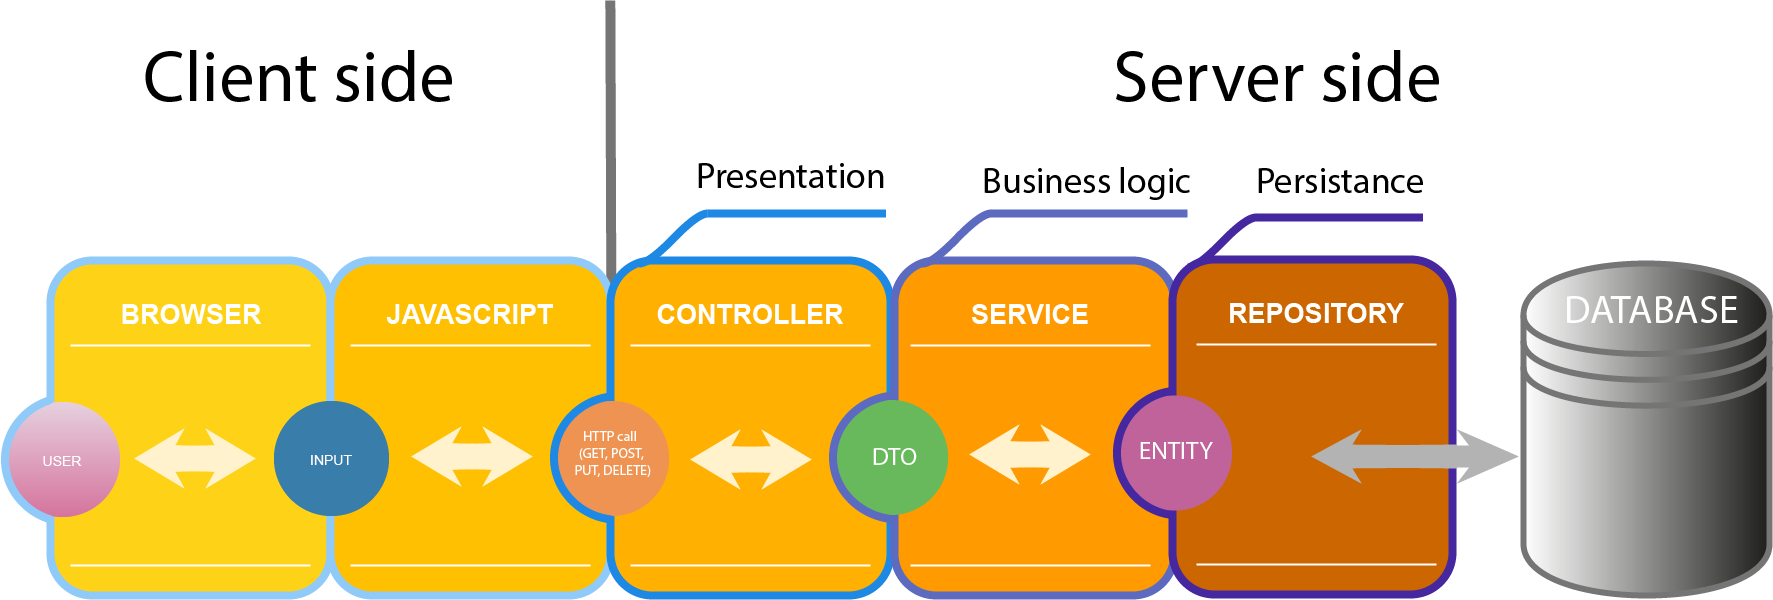 Client side
Server side
Presentation
Business logic
Persistance
BROWSER
JAVASCRIPT
CONTROLLER
SERVICE
REPOSITORY
DATABASE
USER
INPUT
HTTP call
(GET, POST,
PUT, DELETE)
DTO
ENTITY